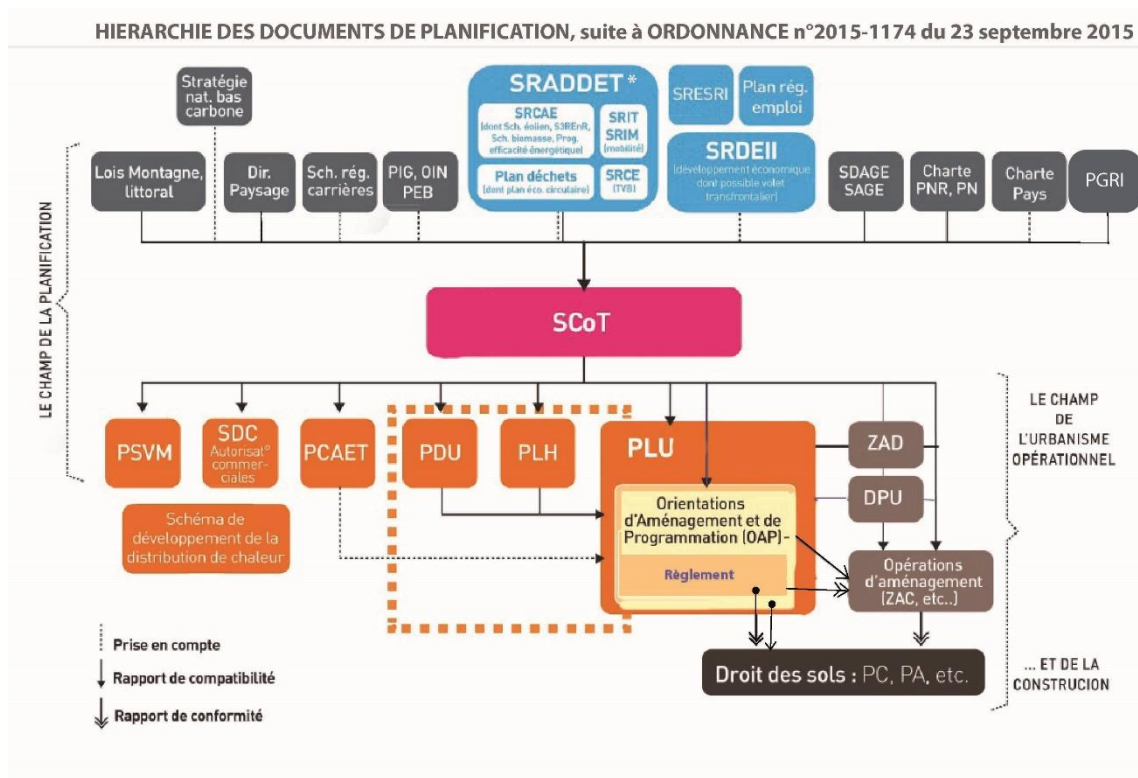 HIERARCHIE DES DOCUMENTS DE PLANIFICATION, suite à ORDONNANCE n°2015-1174 du 23 septembre 2015
Stratégie
nat. bas
carbone
SRADDET *
SRCAE
(dont Sch. éolien, S3REnR,
Sch. biomasse, Prog.
efficacité énergétique)
SRIT
SRIM
(mobilité)
Plan déchets
(dont plan éco. circulaire)
SRCE
(TVB)
SRESRI
Plan rég.
emploi
SRDEII
(développement économique
dont possible volet
transfrontalier)
Lois Montagne,
littoral
Dir.
Paysage
Sch. rég.
carrières
PIG, OIN
PEB
SDAGE
SAGE
Charte
PNR, PN
Charte
Pays
PGRI
LE CHAMP DE LA PLANIFICATION
SCoT
PSVM
SDC
Autorisat°
commer-
ciales
PCAET
PDU
PLH
PLU
Schéma de
développement de la
distribution de chaleur
Orientations
d'Aménagement et de
Programmation (OAP)-
Règlement
ZAD
DPU
Opérations
d'aménagement
(ZAC, etc..)
Droit des sols : PC, PA, etc.
LE CHAMP
DE
L'URBANISME
OPÉRATIONNEL
... ET DE LA
CONSTRUCION
Prise en compte
Rapport de compatibilité
Rapport de conformité